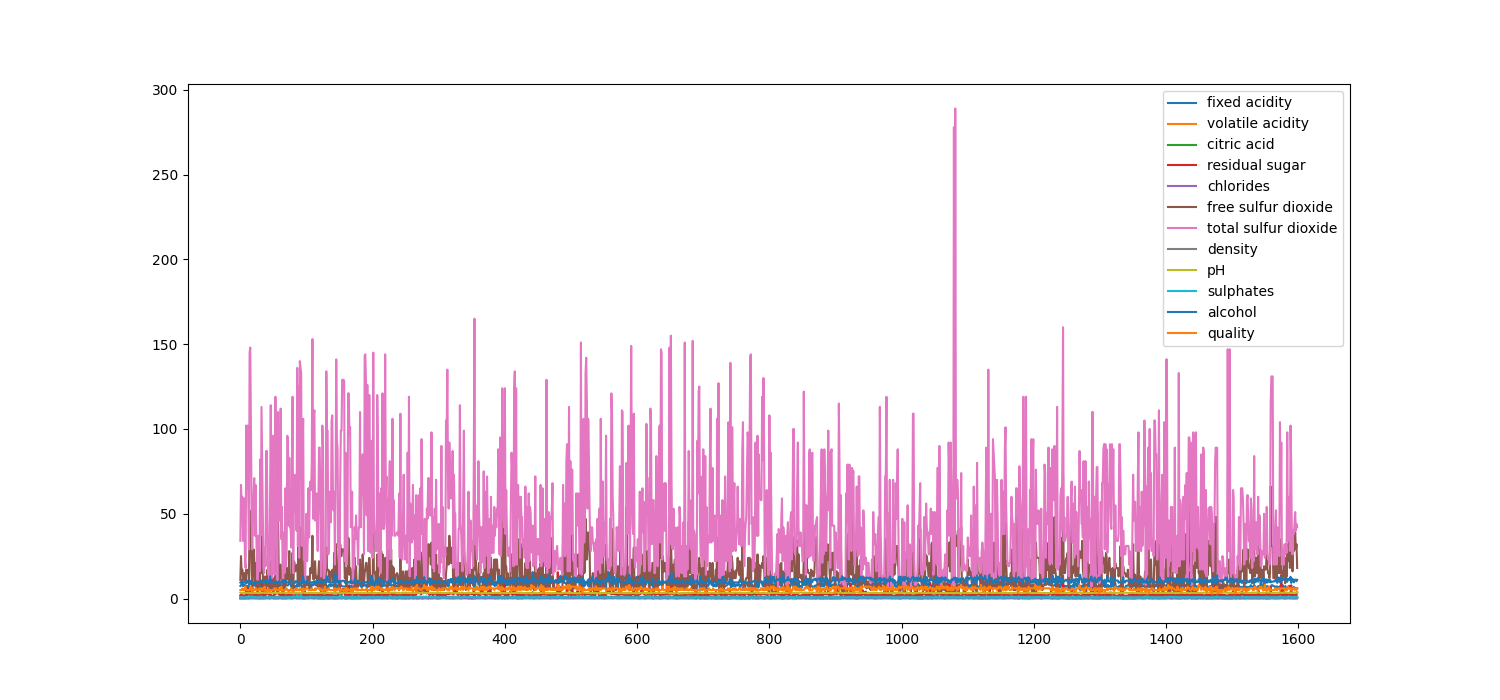 300
250
200
150
100
50
0
0 200 400 600 800 1000 1200 1400 1600
fixed acidity
volatile acidity
citric acid
residual sugar
chlorides
free sulfur dioxide
total sulfur dioxide
density
pH
sulphates
alcohol
quality